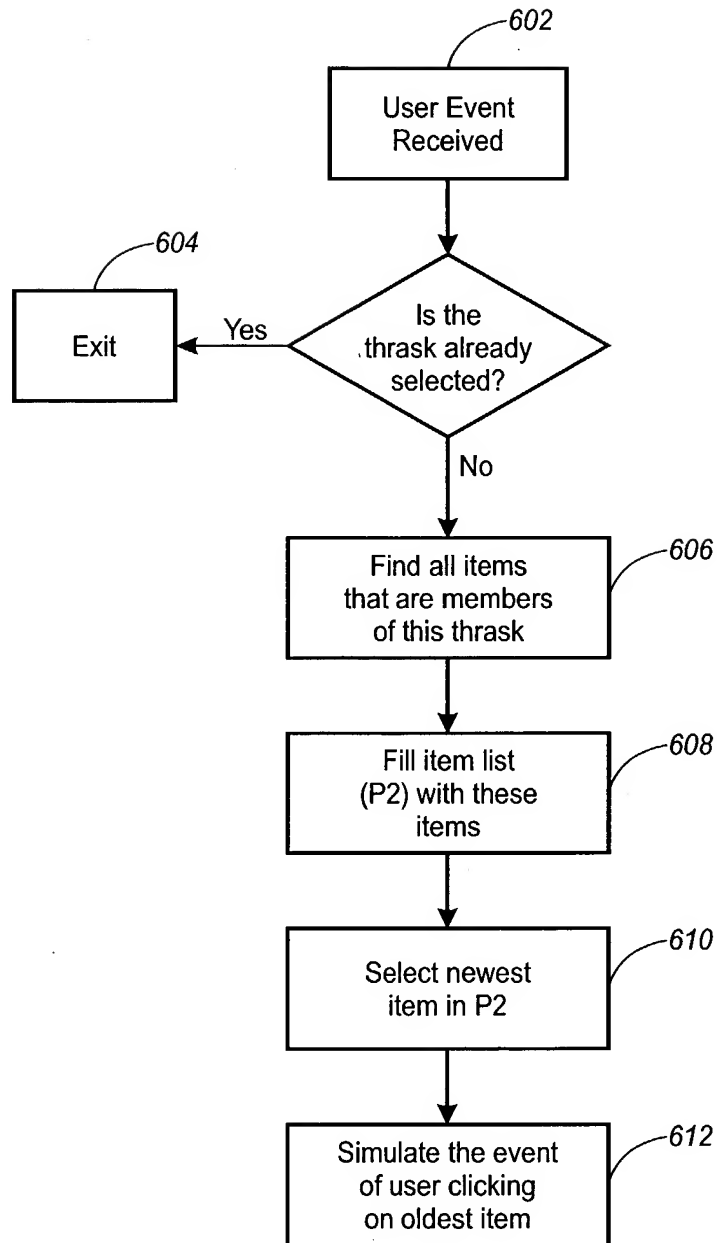 602
User Event
Received
604
Exit
Yes
Is the
thrask already
selected?
No
606
Find all items
that are members
of this thrask
608
Fill item list
(P2) with these
items
610
Select newest
item in P2
612
Simulate the event
of user clicking
on oldest item